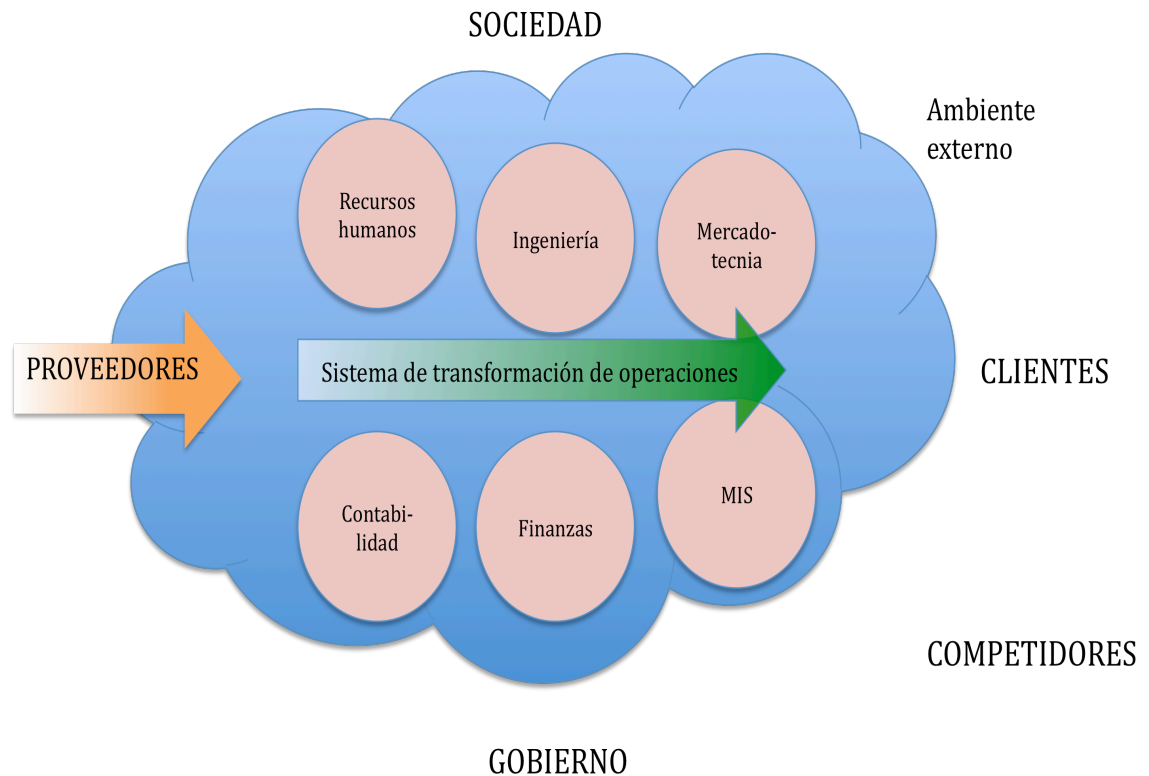 SOCIEDAD
Ambiente
externo
Recursos
humanos
Ingeniería
Mercado-
tecnia
PROVEEDORES
Sistema de transformación de operaciones
CLIENTES
Contabi-
lidad
Finanzas
MIS
COMPETIDORES
GOBIERNO